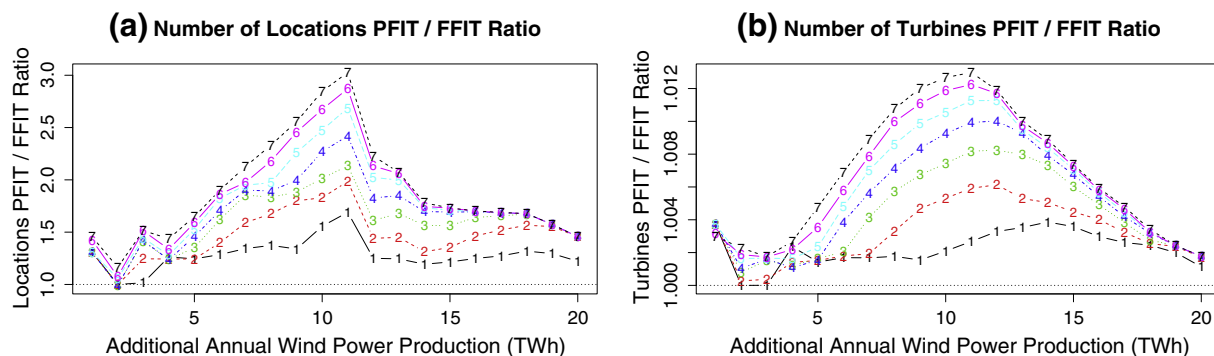 (a) Number of Locations PFIT / FFIT Ratio
Locations PFIT / FFIT Ratio
3.0
2.5
2.0
1.5
1.0
5
10
15
20
Additional Annual Wind Power Production (TWh)
(b) Number of Turbines PFIT / FFIT Ratio
Turbines PFIT / FFIT Ratio
1.012
1.008
1.004
1.000
5
10
15
20
Additional Annual Wind Power Production (TWh)